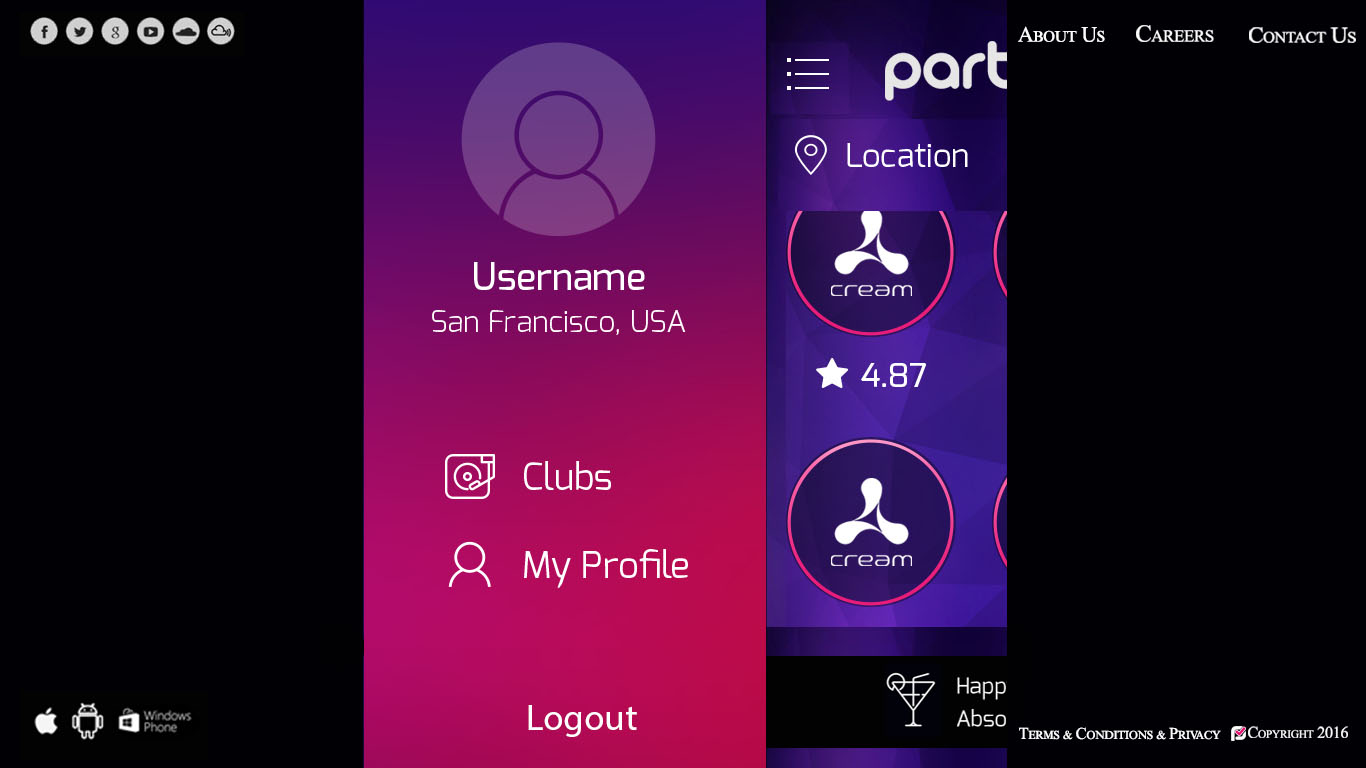 About Us
Careers
Contact Us
part
Location
cream
Username
San Francisco, USA
4.87
Clubs
cream
My Profile
Happ
Abso
Logout
Windows
Phone
Terms & Conditions & Privacy
Copyright 2016